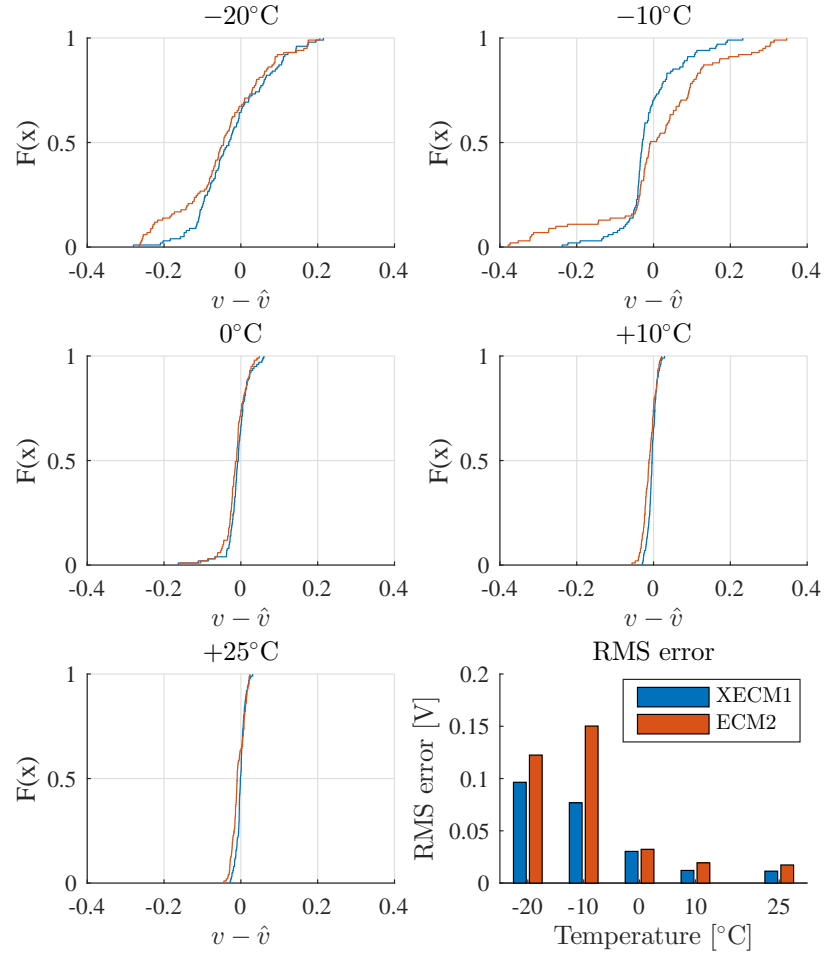 −20°C
1
0.5
0
F(x)
-0.4
-0.2
0
0.2
0.4
v − v̂
−10°C
1
0.5
0
F(x)
-0.4
-0.2
0
0.2
0.4
v − v̂
0°C
1
0.5
0
F(x)
-0.4
-0.2
0
0.2
0.4
v − v̂
+10°C
1
0.5
0
F(x)
-0.4
-0.2
0
0.2
0.4
v − v̂
+25°C
1
0.5
0
F(x)
-0.4
-0.2
0
0.2
0.4
v − v̂
RMS error
0.2
0.15
0.1
0.05
0
RMS error [V]
XECM1
ECM2
-20
-10
0
10
25
Temperature [°C]